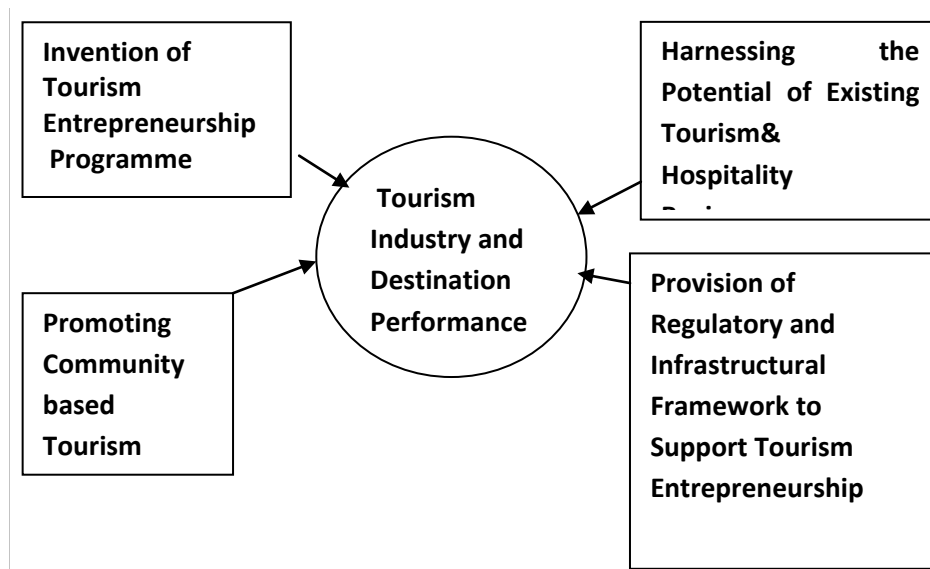 Invention of
Tourism
Entrepreneurship
Programme
Harnessing the
Potential of Existing
Tourism&
Hospitality
Tourism
Industry and
Destination
Performance
Promoting
Community
based
Tourism
Provision of
Regulatory and
Infrastructural
Framework to
Support Tourism
Entrepreneurship